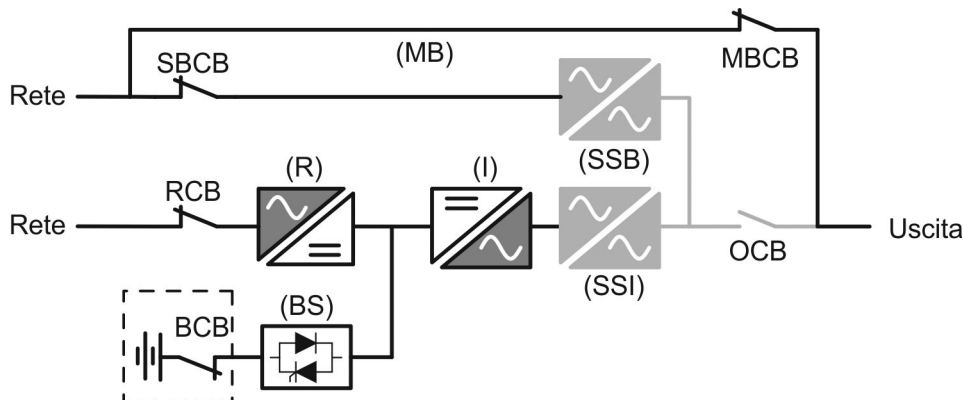 (MB)
SBCB
MBCB
Rete
(SSB)
(R)
(I)
RCB
Rete
Uscita
OCB
(SSI)
(BS)
BCB